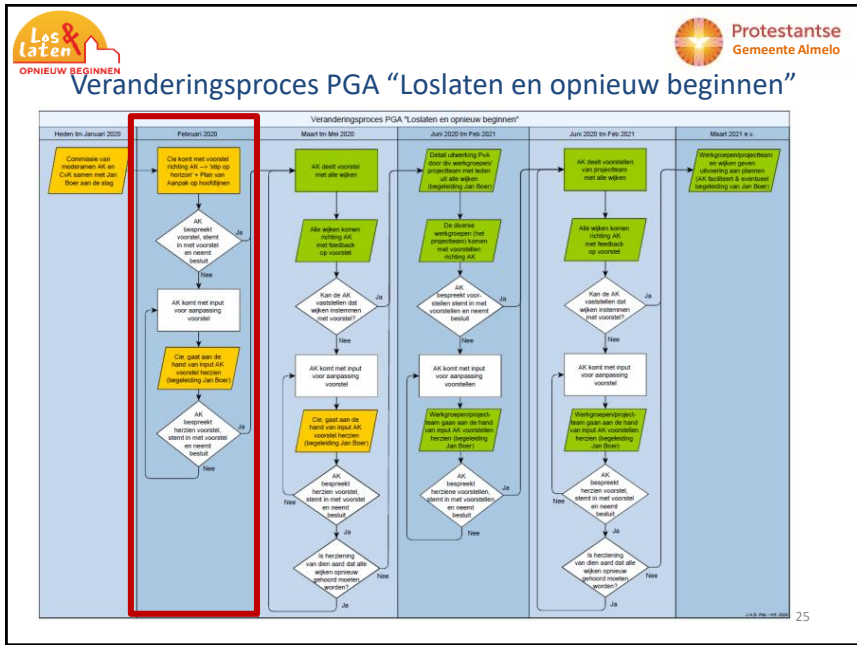 Los &
laten
OPNIEUW BEGINNEN
Protestantse
Gemeente Almelo
Veranderingsproces PGA “Loslaten en opnieuw beginnen”
Veranderingsproces PGA "Loslaten en opnieuw beginnen"
Heden tm Januari 2020
Commissie van
moderamen AK en
CvK samen met Jan
Boer aan de slag
Februari 2020
Cie komt met voorstel
richting AK --> 'stip op
horizon' + Plan van
Aanpak op hoofdlijnen
AK
bespreekt
voorstel, stemt
in met voorstel
en neemt
besluit
Ja
Nee
AK komt met input
voor aanpassing
voorstel
Cie. gaat aan de
hand van input AK
voorstel herzien
(begeleiding Jan Boer)
AK
bespreekt
herzien voorstel,
stemt in met voorstel
en neemt
besluit
Ja
Nee
Maart tm Mei 2020
AK deelt voorstel
met alle wijken
Alle wijken komen
richting AK
met feedback
op voorstel
Kan de AK
vaststellen dat
wijken instemmen
met voorstel?
Ja
Nee
AK komt met input
voor aanpassing
voorstel
Cie. gaat aan de
hand van input AK
voorstel herzien
(begeleiding Jan Boer)
AK
bespreekt
herzien voorstel,
stemt in met voorstel
en neemt
besluit
Nee
Ja
Is herziening
van dien aard dat alle
wijken opnieuw
gehoord moeten
worden?
Nee
Ja
Juni 2020 tm Feb 2021
Detail uitwerking PvA
door div.werkgroepen/
projectteam met leden
uit alle wijken
(begeleiding Jan Boer)
De diverse
werkgroepen (het
projectteam) komen
met voorstellen
richting AK
AK
bespreekt voor-
stellen stemt in met
voorstellen en neemt
besluit
Ja
Nee
AK komt met input
voor aanpassing
voorstellen
Werkgroepen/project-
team gaan aan de hand
van input AK voorstellen
herzien (begeleiding
Jan Boer)
AK
bespreekt
herziene voorstellen,
stemt in met voorstellen
en neemt
besluit
Ja
Nee
Juni 2020 tm Feb 2021
AK deelt voorstellen
van projectteam
met alle wijken
Alle wijken komen
richting AK
met feedback
op voorstel
Kan de AK
vaststellen dat
wijken instemmen
met voorstel?
Ja
Nee
AK komt met input
voor aanpassing
voorstel
Werkgroepen/project-
team gaan aan de hand
van input AK voorstellen
herzien (begeleiding
Jan Boer)
AK
bespreekt
herzien voorstel,
stemt in met voorstel
en neemt
besluit
Nee
Ja
Is herziening
van dien aard dat alle
wijken opnieuw
gehoord moeten
worden?
Nee
Ja
Maart 2021 e.v.
Werkgroepen/projectteam
en wijken geven
uitvoering aan plannen
(AK faciliteert & eventueel
begeleiding van Jan Boer)
25